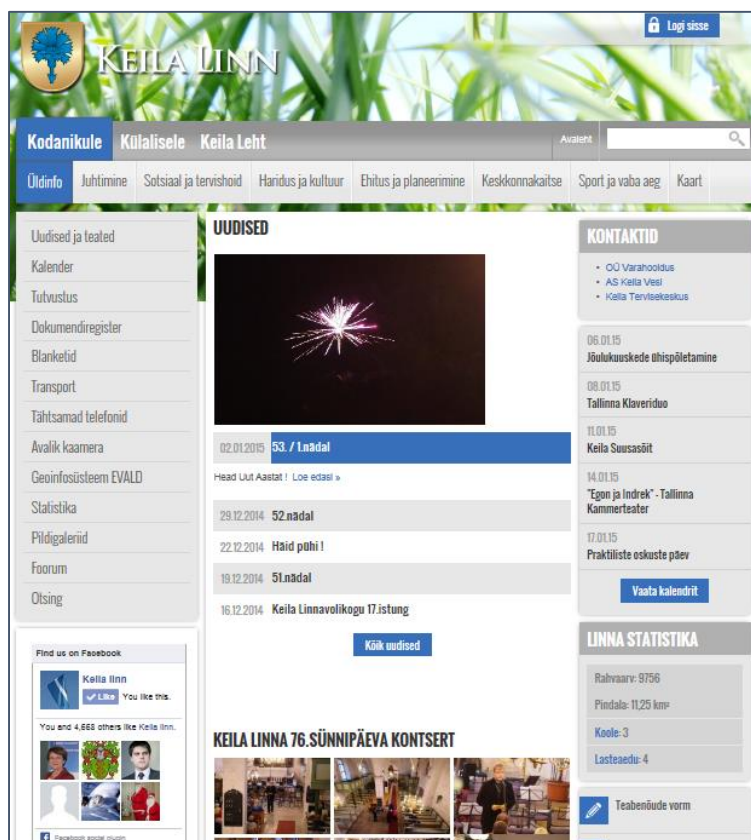 Logi sisse
KEILA LINN
Kodanikule Külalisele Keila Leht Avaleht
Üldinfo Juhtimine Sotsiaal ja tervishoid Haridus ja kultuur Ehitus ja planeerimine Keskkonnakaitse Sport ja vaba aeg Kaart
Uudised ja teated
Kalender
Tutvustus
Dokumendiregister
Blanketid
Transport
Tähtsamad telefonid
Avalik kaamera
Geoinfosüsteem EVALD
Statistika
Pildigaleriid
Foorum
Otsing
Find us on Facebook
Keila linn
Like You like this.
You and 4,668 others like Keila linn.
Facebook social plugin
UUDISED
02.01.2015 53. / 1.nädal
Head Uut Aastat ! Loe edasi »
29.12.2014 52.nädal
22.12.2014 Häid pühi !
19.12.2014 51.nädal
16.12.2014 Keila Linnavolikogu 17.istung
Kõik uudised
KEILA LINNA 76.SÜNNIPÄEVA KONTSERT
KONTAKTID
• OÜ Varahooldus
• AS Keila Vesi
• Keila Tervisekeskus
06.01.15
Jõulukuuskede ühispõletamine
08.01.15
Tallinna Klaveriduo
11.01.15
Keila Suusasõit
14.01.15
"Egon ja Indrek" - Tallinna
Kammerteater
17.01.15
Praktiliste oskuste päev
Vaata kalendrit
LINNA STATISTIKA
Rahvaarv: 9756
Pindala: 11,25 km²
Koole: 3
Lasteaedu: 4
Teabenõude vorm